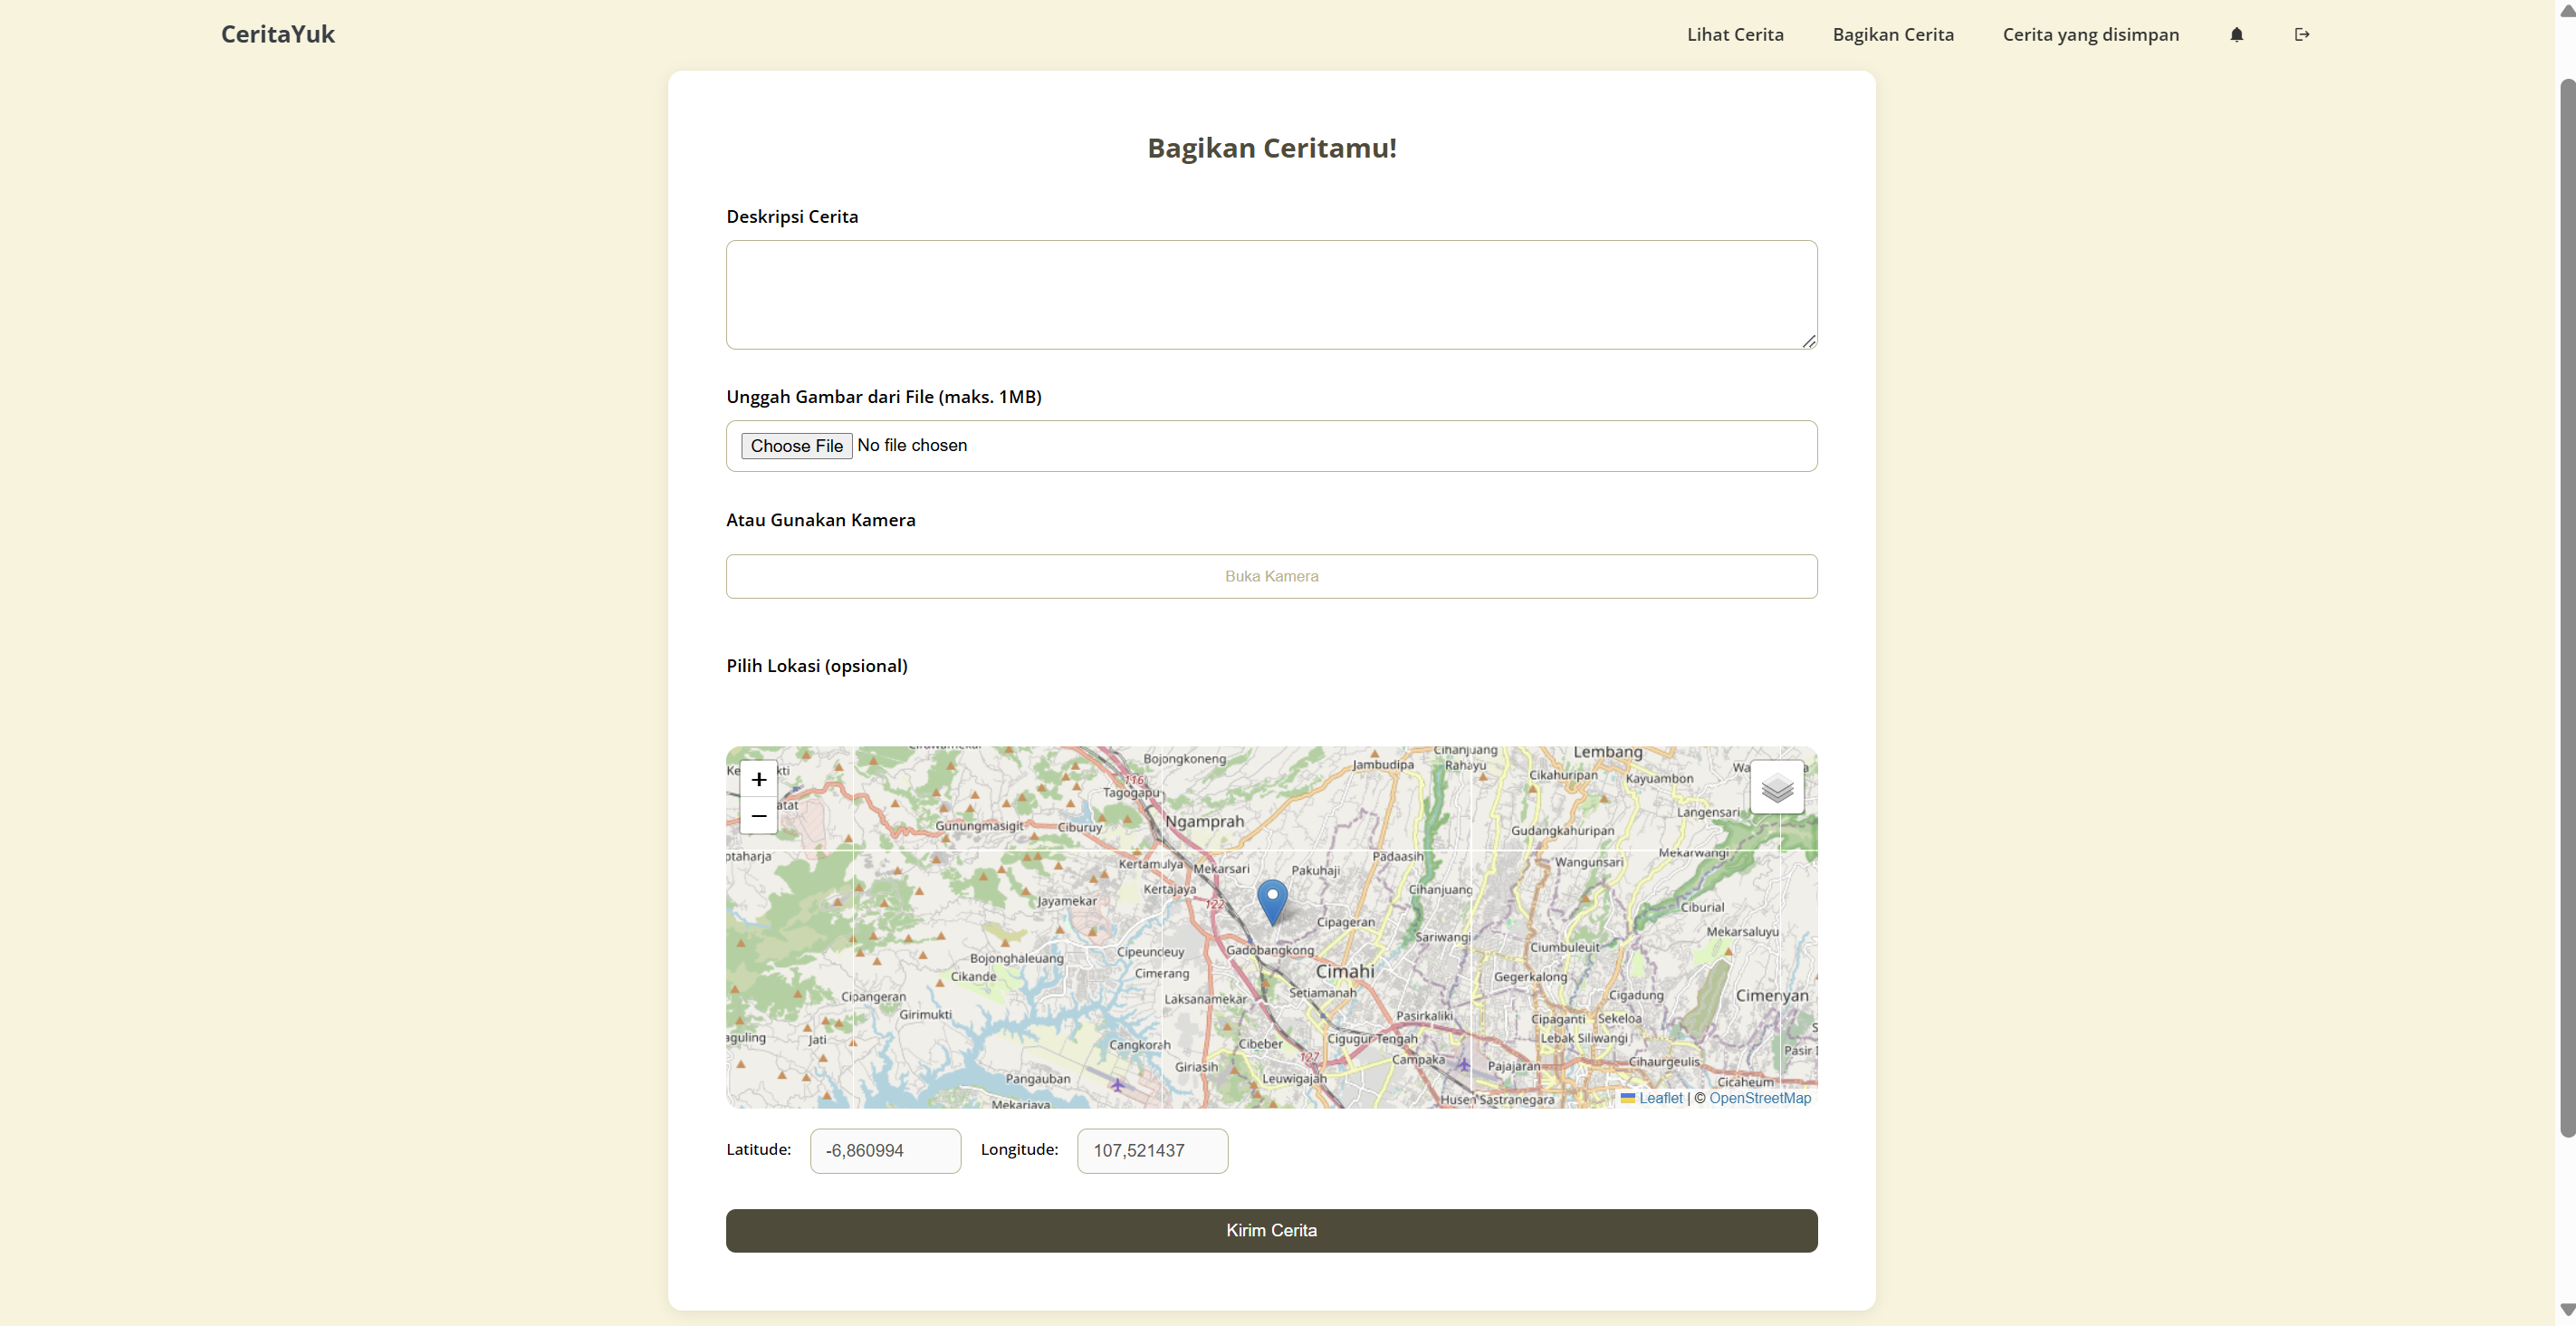 CeritaYuk
Lihat Cerita
Bagikan Cerita
Cerita yang disimpan
Bagikan Ceritamu!
Deskripsi Cerita
Unggah Gambar dari File (maks. 1MB)
Choose File No file chosen
Atau Gunakan Kamera
Buka Kamera
Pilih Lokasi (opsional)
Bojongkoneng
Cihanjuang Rahayu
Lembang
Jambudipa
Cikahuripan
Kayuambon
116
Tagogapu
Langensari
Gunungmasigit
Ciburuy
Ngamprah
Gudangkahuripan
Kertamulya
Mekarsari
Pakuhaji
Padaasih
Wangunsari
Mekarwangi
Kertajaya
Cihanjuang
Jayamekar
122
Cipageran
Ciburial
Sariwangi
Mekarsaluyu
Bojonghaleuang
Cipeundeuy
Gadobangkong
Ciumbuleuit
Cikande
Cimerang
Cimahi
Gegerkalong
Cipangeran
Laksanamekar
Setiamanah
Cigadung
Cimenyan
Girimukti
Pasirkaliki
Cipaganti
Sekeloa
Jati
Cangkorah
Cibeber
Cigugur Tengah
Lebak Siliwangi
127
Campaka
Pajajaran
Cihaurgeulis
Giriasih
Pangauban
Leuwigajah
Cicaheum
Mekarjaya
Husen Sastranegara
+
−
Leaflet | © OpenStreetMap
Latitude: -6,860994 Longitude: 107,521437
Kirim Cerita